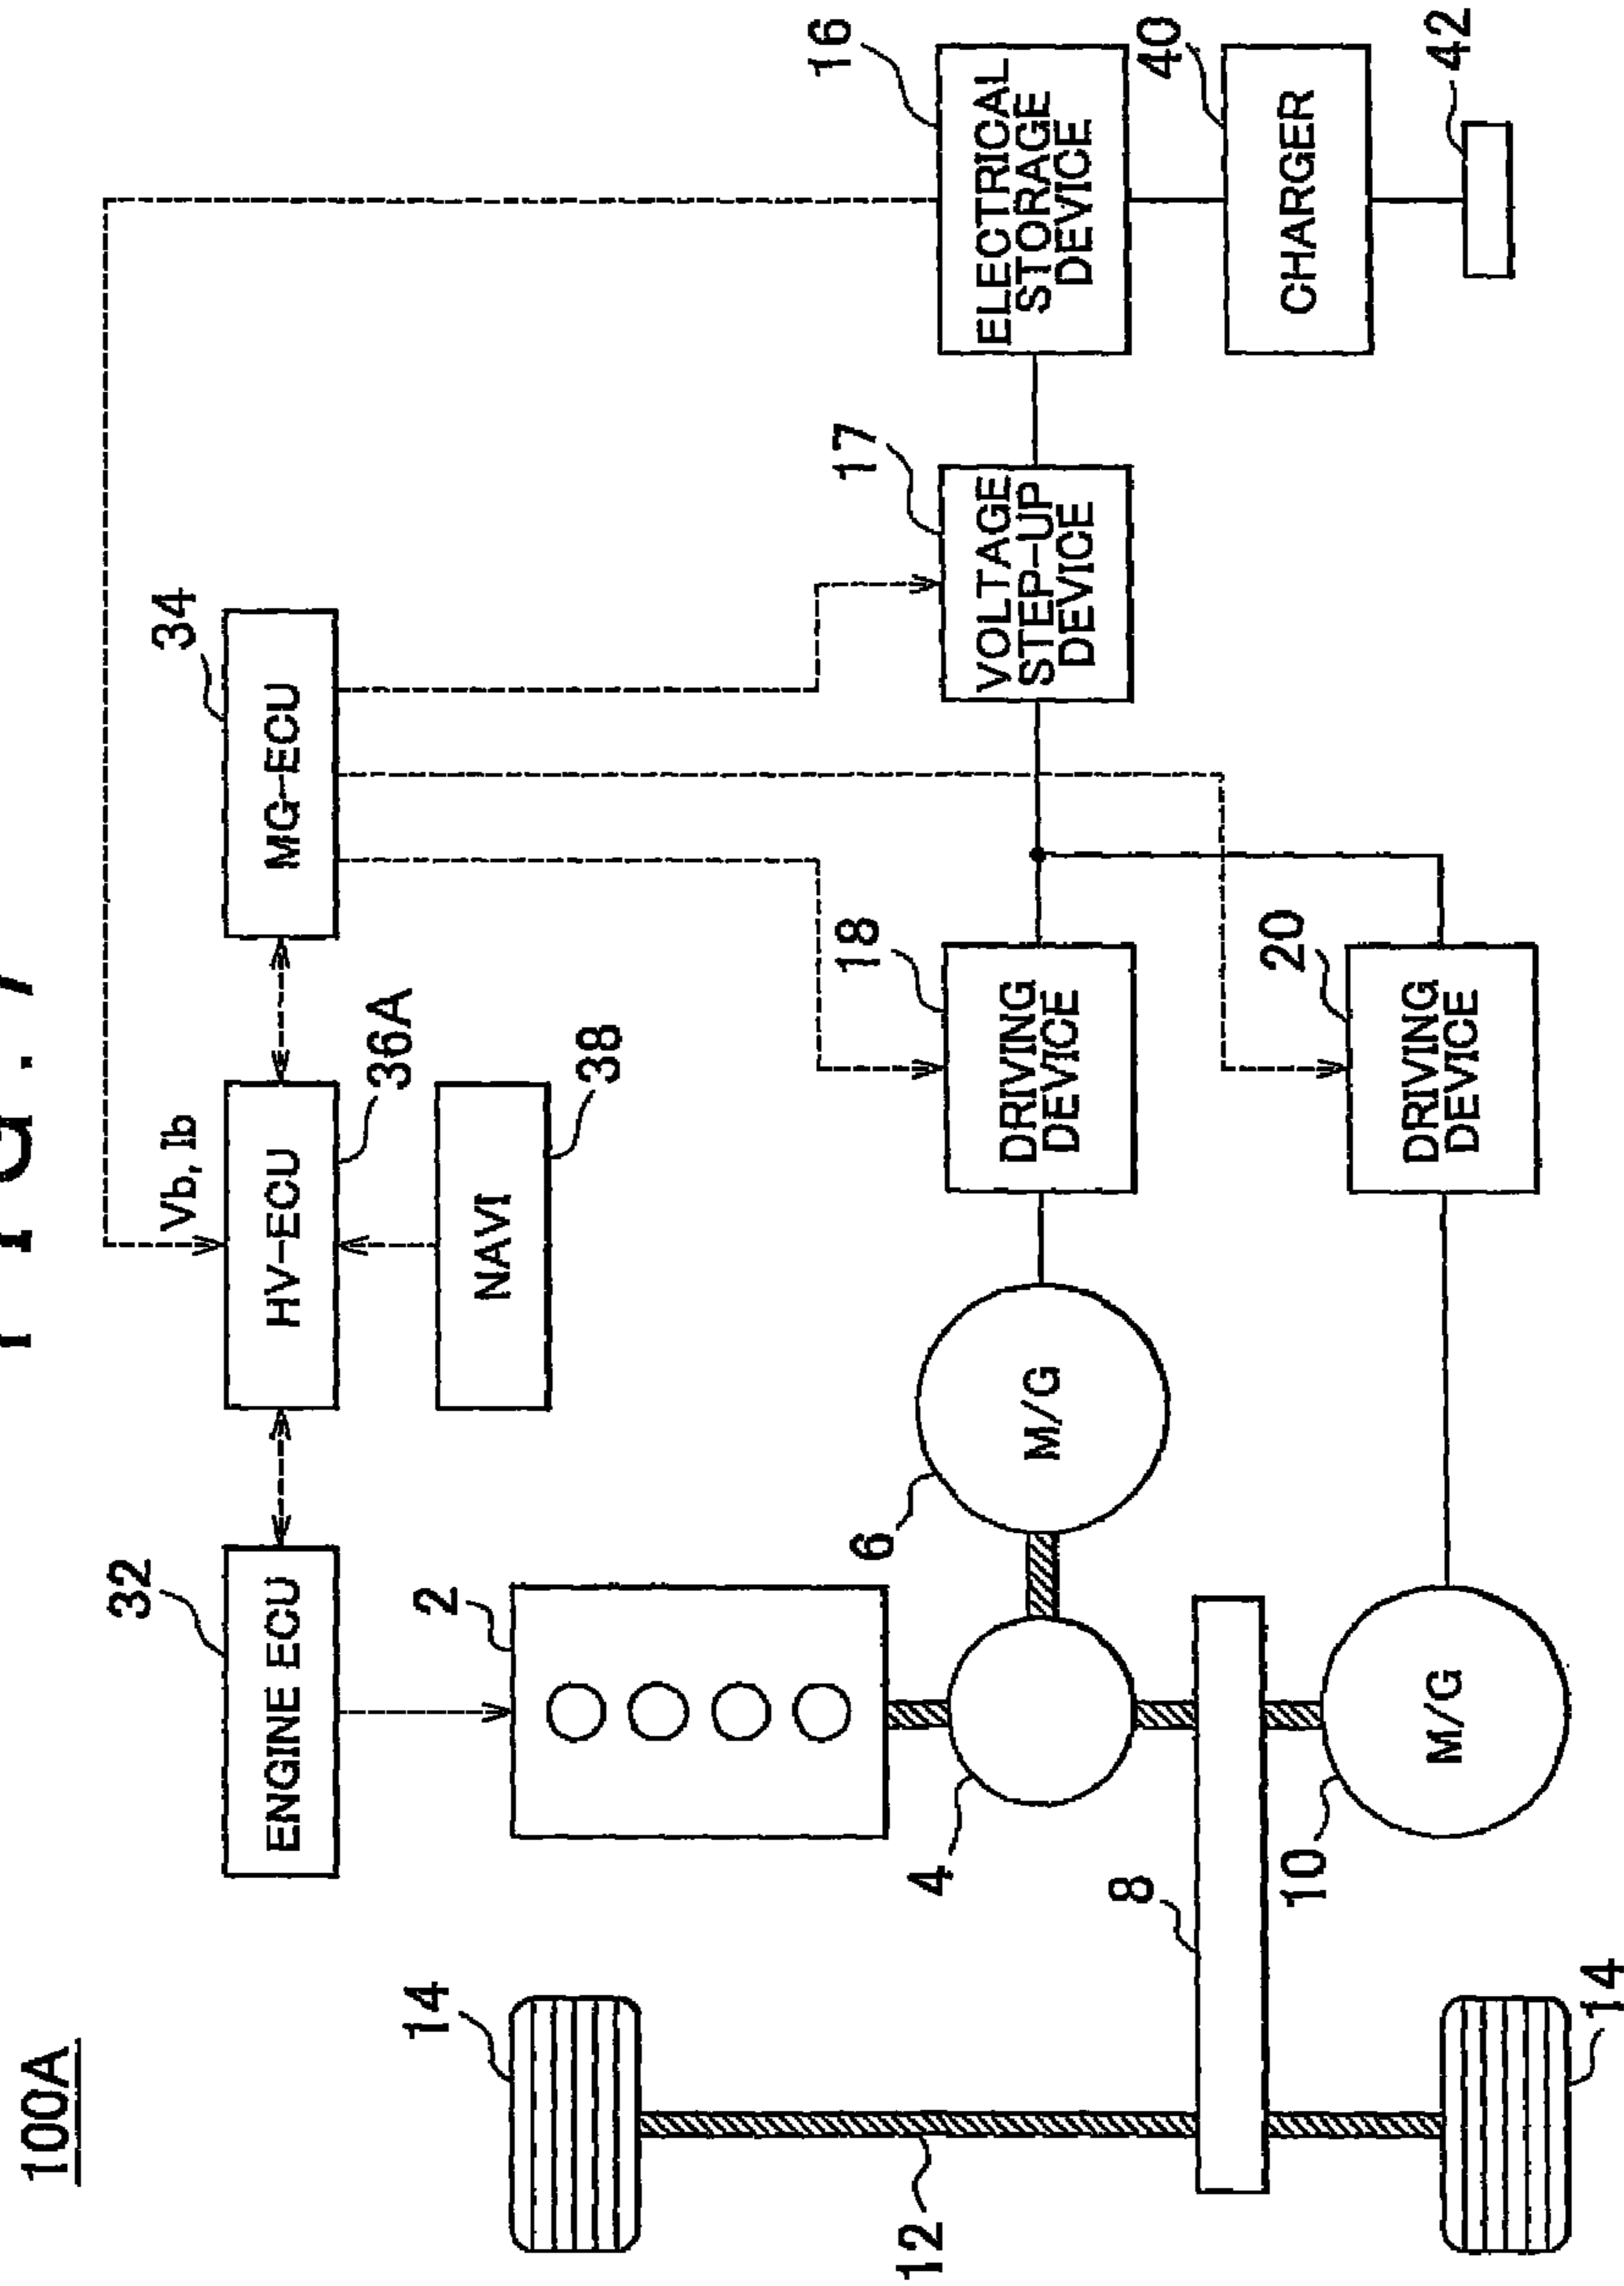 100A
32
ENGINE ECU
Vb, Ib
HV-ECU
36A
34
MG-ECU
NAVI
38
14
2
12
4
6
M/G
18
DRIVING
DEVICE
17
VOLTAGE
STEP-UP
DEVICE
16
ELECTRICAL
STORAGE
DEVICE
8
10
M/G
20
DRIVING
DEVICE
40
CHARGER
42
14